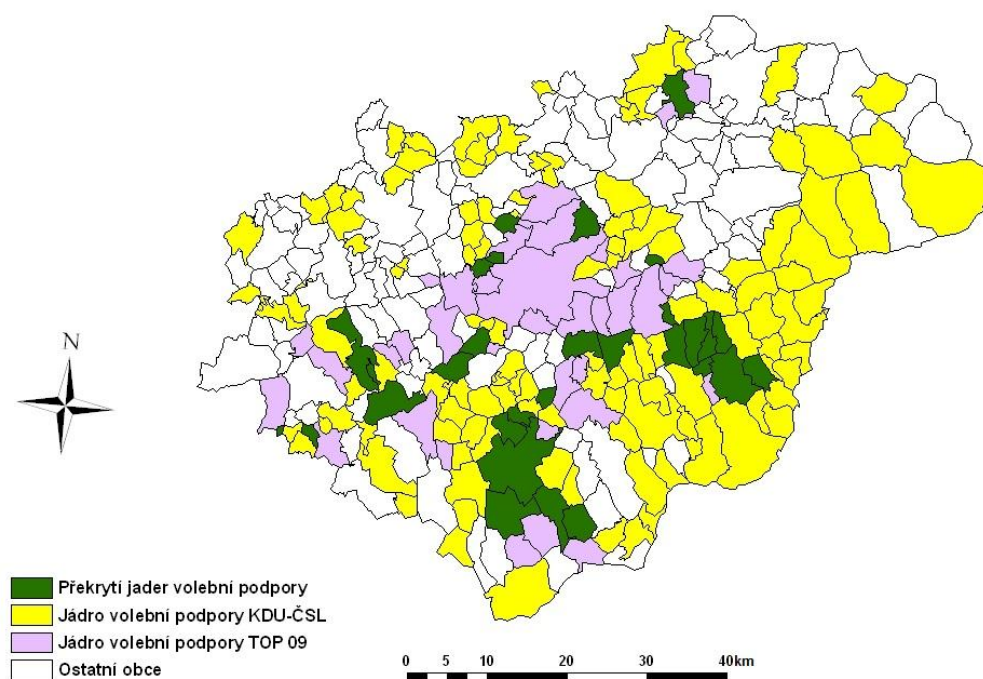 N
Překrytí jader volební podpory
Jádro volební podpory KDU-ČSL
Jádro volební podpory TOP 09
Ostatní obce
0 5 10 20 30 40km